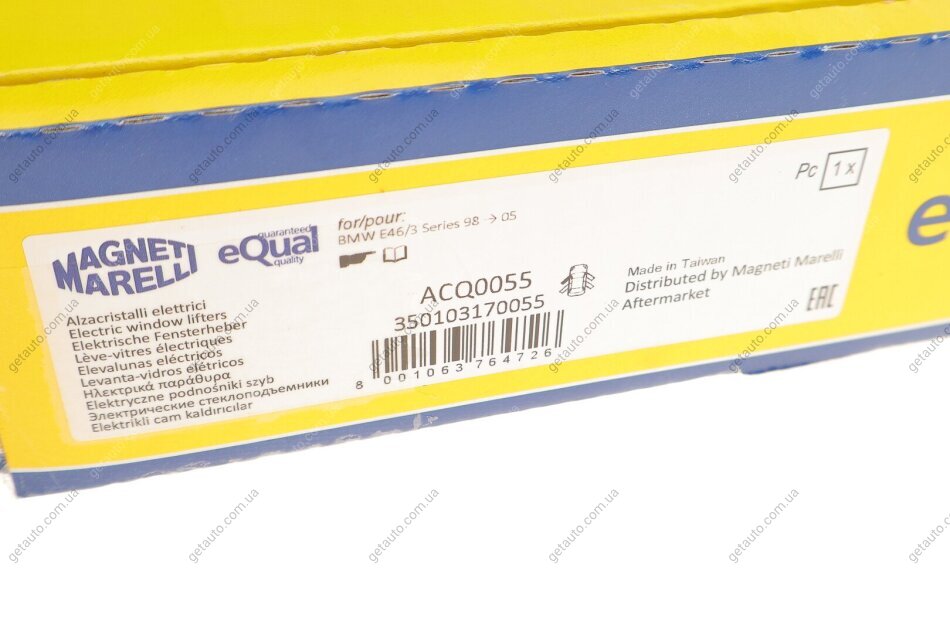 MAGNETI
MARELLI
guaranteed
eQual
quality
for/pour:
BMW E46/3 Series 98 → 05
Pc 1 x
ACQ0055
350103170055
8 001063 764726
Made in Taiwan
Distributed by Magneti Marelli
Aftermarket
EAC
Alzacristalli elettrici
Electric window lifters
Elektrische Fensterheber
Lève-vitres électriques
Elevalunas eléctricos
Levanta-vidros elétricos
Ηλεκτρικά παράθυρα
Elektryczne podnośniki szyb
Электрические стеклоподъемники
Elektrikli cam kaldırıcılar
e
getauto.com.ua